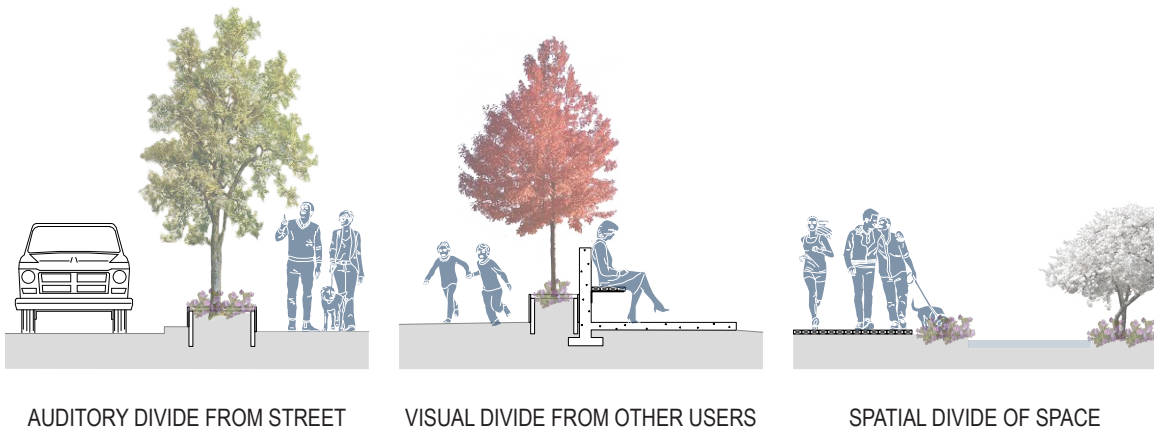 AUDITORY DIVIDE FROM STREET
VISUAL DIVIDE FROM OTHER USERS
SPATIAL DIVIDE OF SPACE